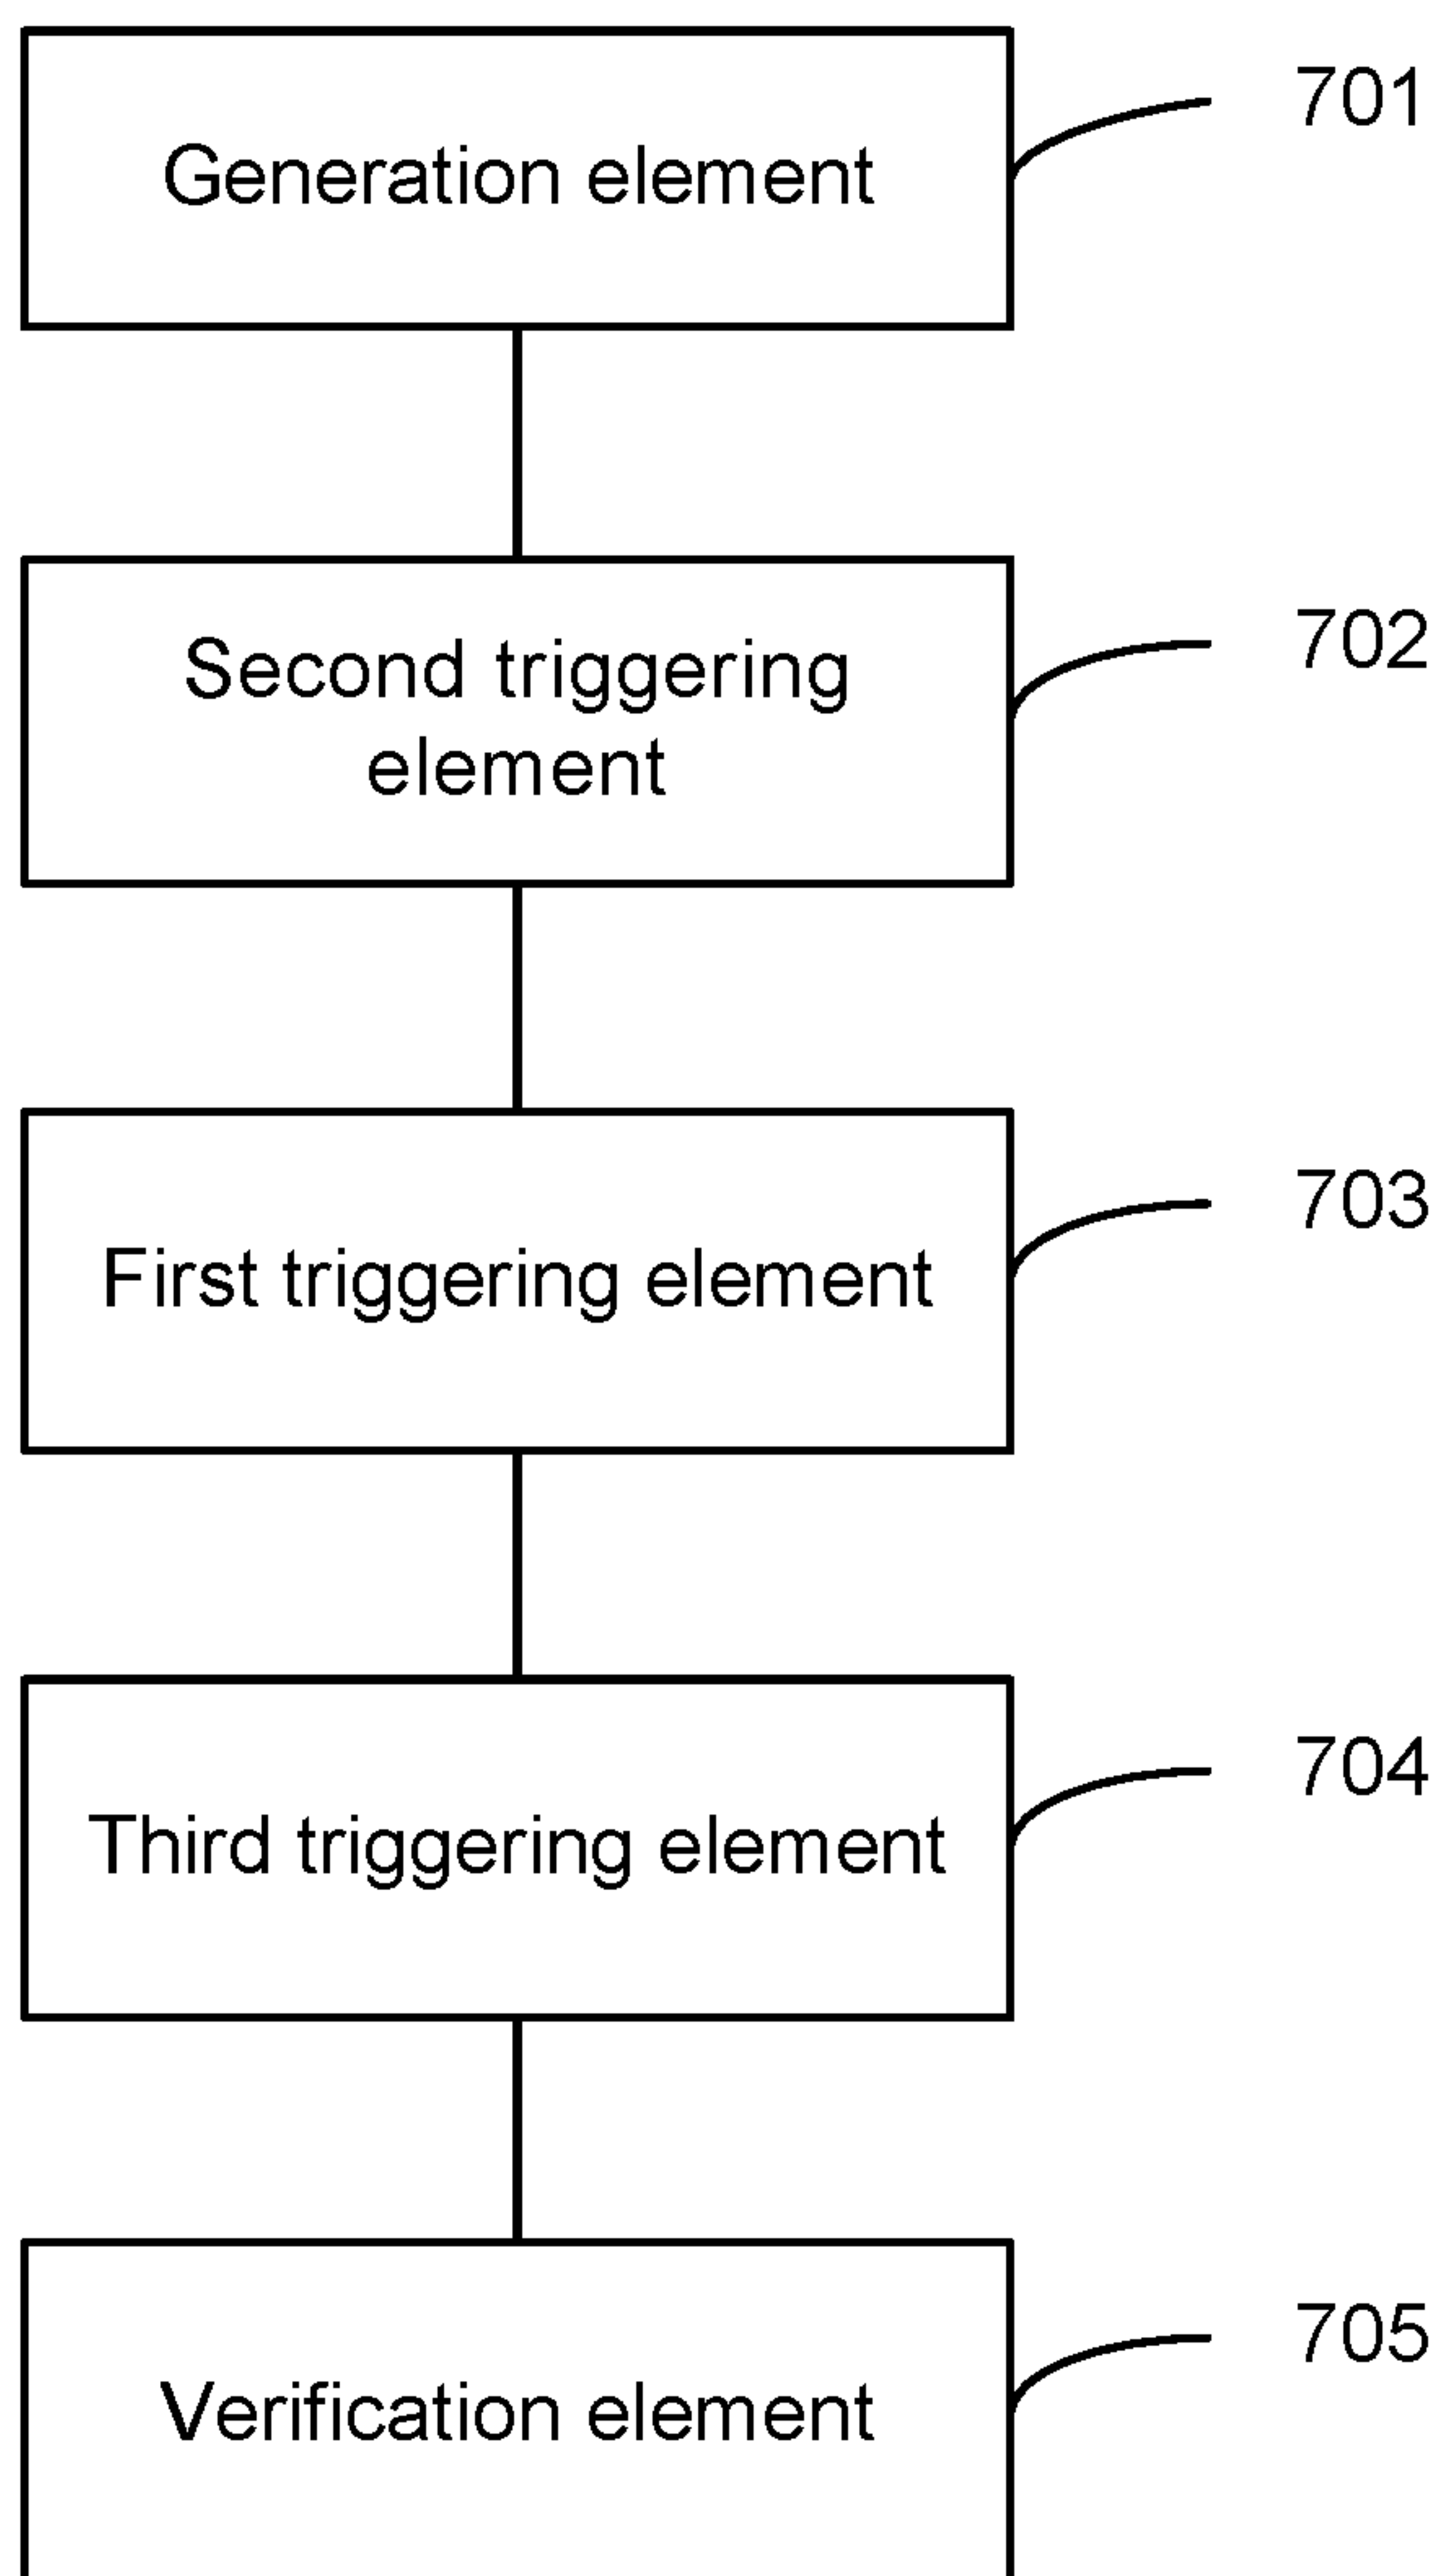 701
Generation element
702
Second triggering
element
703
First triggering element
704
Third triggering element
705
Verification element